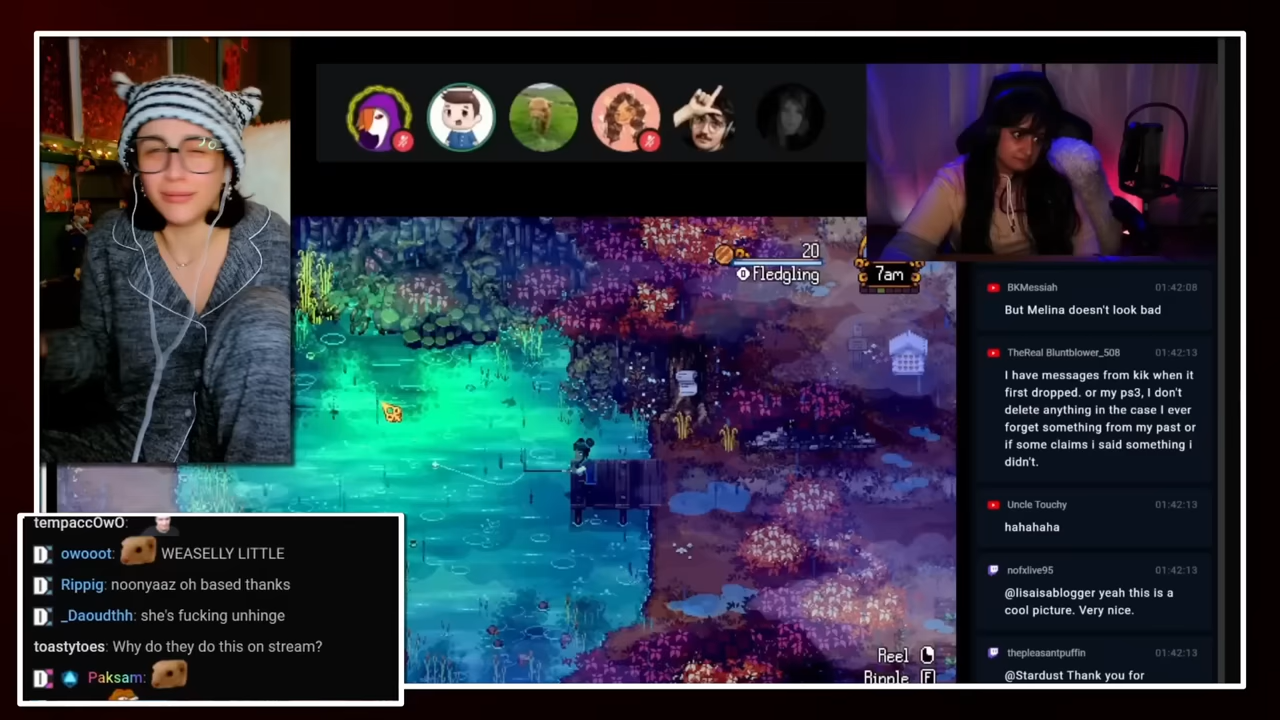 20
Fledgling
7am
BKMessiah 01:42:08
But Melina doesn't look bad
TheReal Bluntblower_508 01:42:13
I have messages from kik when it
first dropped. or my ps3, I don't
delete anything in the case I ever
forget something from my past or
if some claims i said something i
didn't.
Uncle Touchy 01:42:13
hahahaha
nofxlive95 01:42:13
@lisaisablogger yeah this is a
cool picture. Very nice.
thepleasantpuffin 01:42:13
@Stardust Thank you for
Reel
Ripple [F]
tempaccOwO:
D: owooot: WEASELLY LITTLE
D: Rippig: noonyaaz oh based thanks
D: _Daoudthh: she's fucking unhinge
toastytoes: Why do they do this on stream?
D: Paksam: